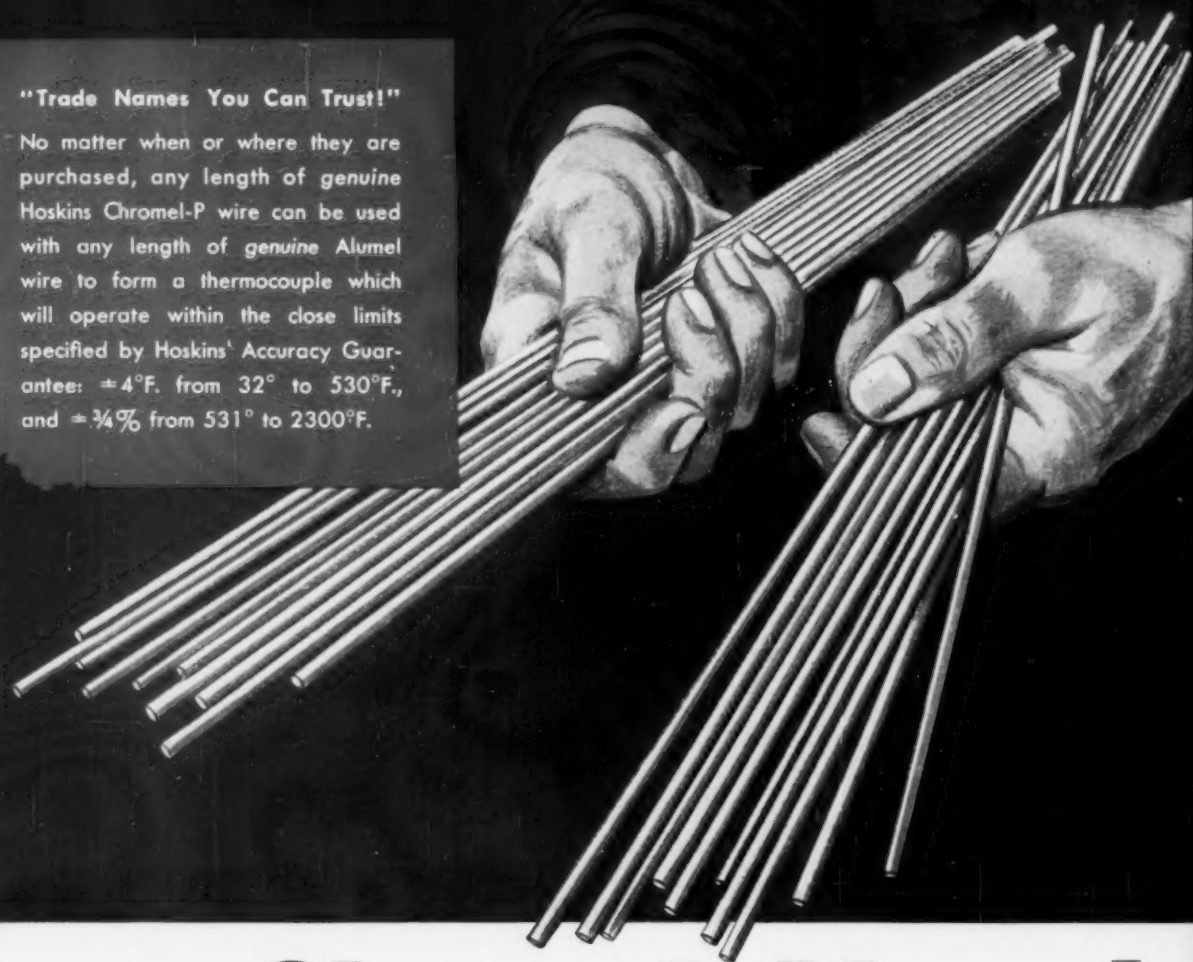 "Trade Names You Can Trust!"
No matter when or where they are
purchased, any length of genuine
Hoskins Chromel-P wire can be used
with any length of genuine Alumel
wire to form a thermocouple which
will operate within the close limits
specified by Hoskins' Accuracy Guar-
antee: ±4°F. from 32° to 530°F.,
and ±¾% from 531° to 2300°F.